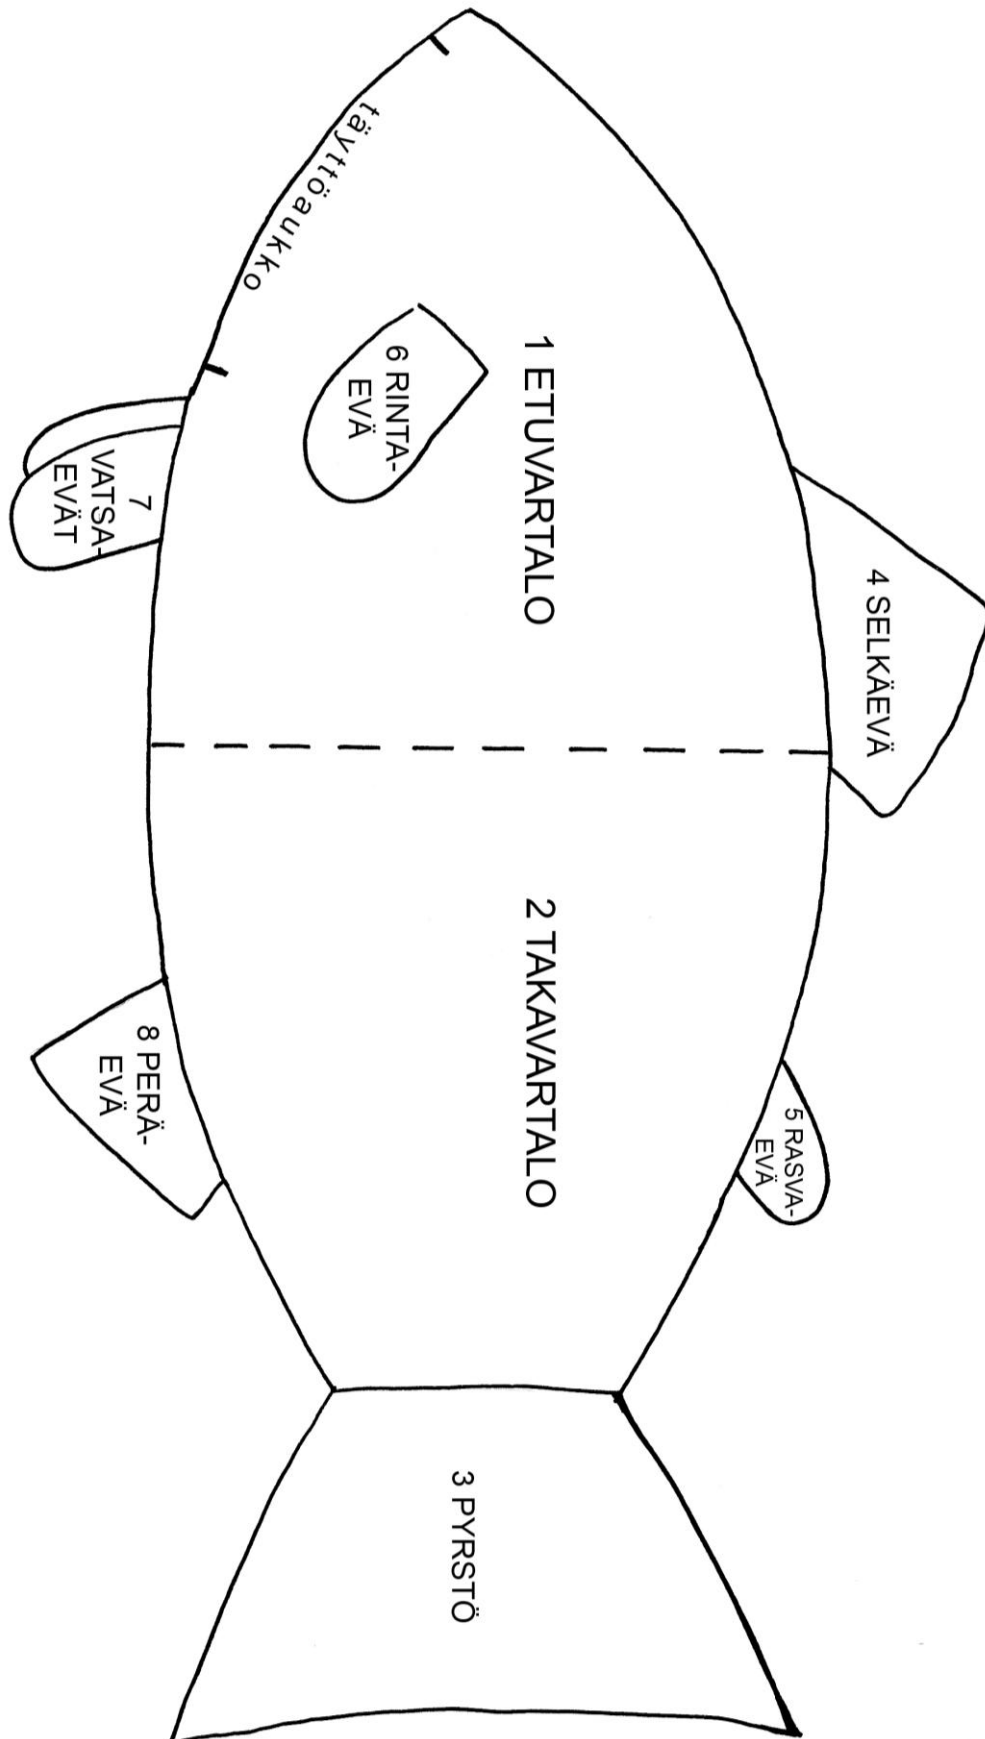 täyttöaukko
1 ETUVARTALO
6 RINTA-
EVÄ
7
VATSA-
EVÄT
4 SELKÄEVÄ
2 TAKAVARTALO
5 RASVA-
EVÄ
8 PERÄ-
EVÄ
3 PYRSTÖ